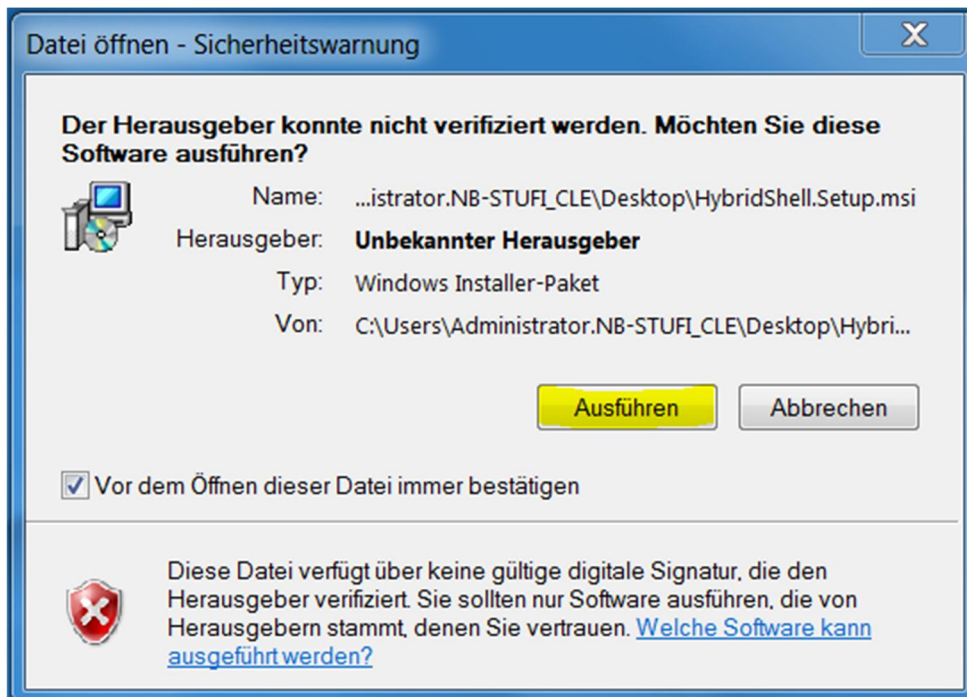 Datei öffnen - Sicherheitswarnung
Der Herausgeber konnte nicht verifiziert werden. Möchten Sie diese
Software ausführen?
Name: ...istrator.NB-STUFI_CLE\Desktop\HybridShell.Setup.msi
Herausgeber: Unbekannter Herausgeber
Typ: Windows Installer-Paket
Von: C:\Users\Administrator.NB-STUFI_CLE\Desktop\Hybri...
Ausführen Abbrechen
Vor dem Öffnen dieser Datei immer bestätigen
Diese Datei verfügt über keine gültige digitale Signatur, die den
Herausgeber verifiziert. Sie sollten nur Software ausführen, die von
Herausgebern stammt, denen Sie vertrauen. Welche Software kann
ausgeführt werden?